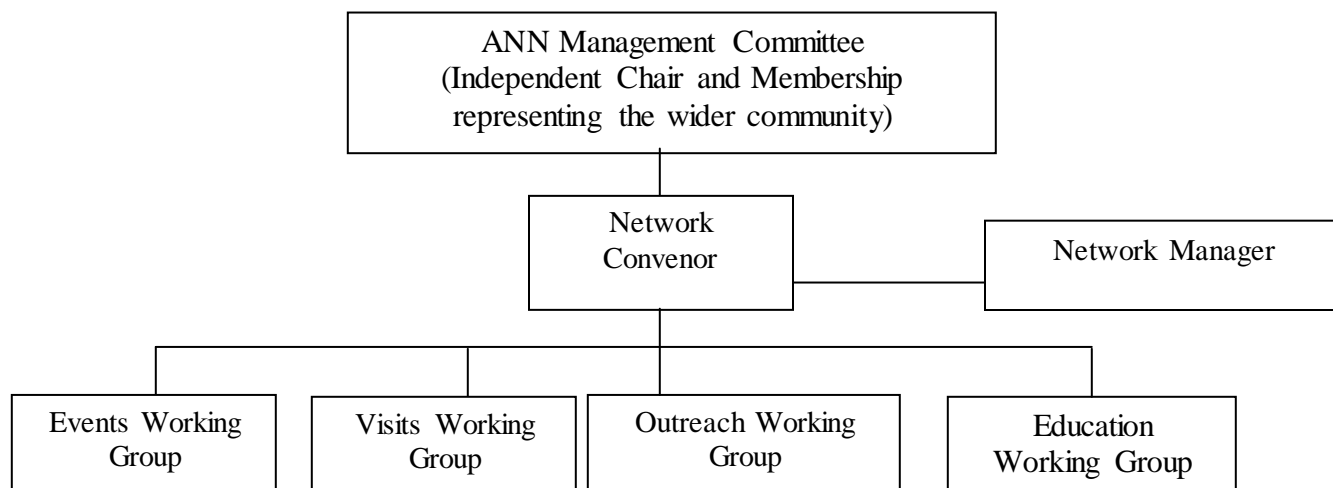 ANN Management Committee
(Independent Chair and Membership
representing the wider community)
Network
Convenor
Network Manager
Events Working
Group
Visits Working
Group
Outreach Working
Group
Education
Working Group